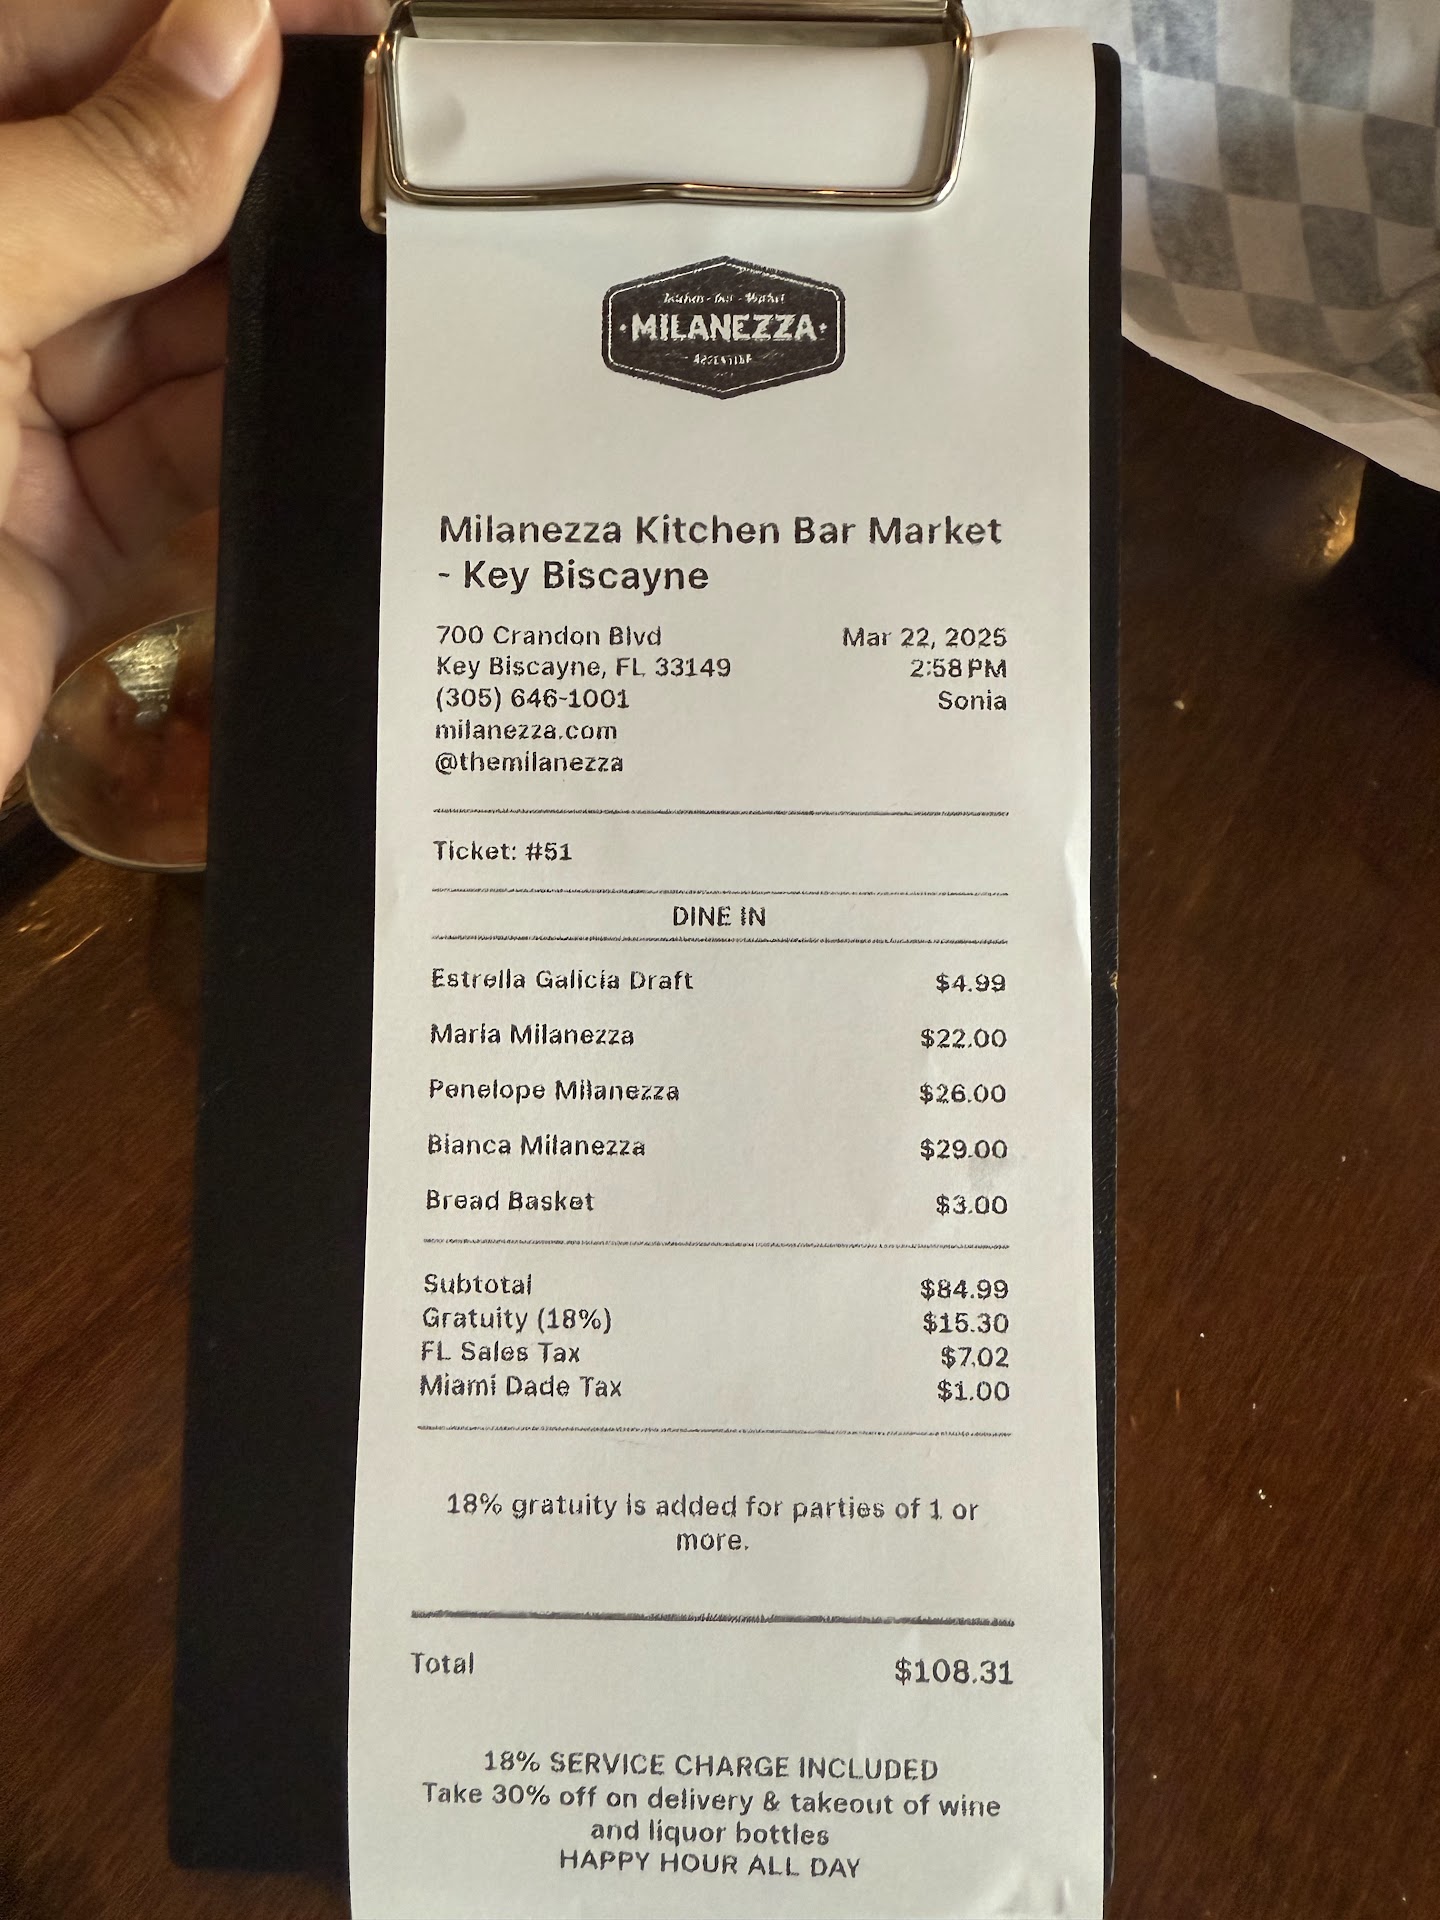 MILANEZZA
Milanezza Kitchen Bar Market
- Key Biscayne
700 Crandon Blvd
Key Biscayne, FL 33149
(305) 646-1001
milanezza.com
@themilanezza
Mar 22, 2025
2:58 PM
Sonia
Ticket: #51
DINE IN
Estrella Galicia Draft $4.99
Maria Milanezza $22.00
Penelope Milanezza $26.00
Bianca Milanezza $29.00
Bread Basket $3.00
Subtotal $84.99
Gratuity (18%) $15.30
FL Sales Tax $7.02
Miami Dade Tax $1.00
18% gratuity is added for parties of 1 or
more.
Total $108.31
18% SERVICE CHARGE INCLUDED
Take 30% off on delivery & takeout of wine
and liquor bottles
HAPPY HOUR ALL DAY